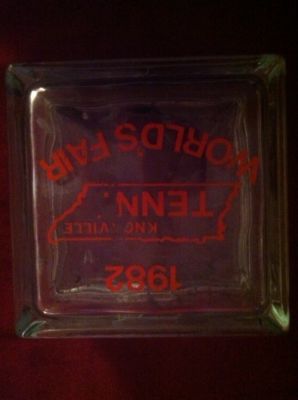 1982
KNOXVILLE
TENN.
WORLD'S FAIR